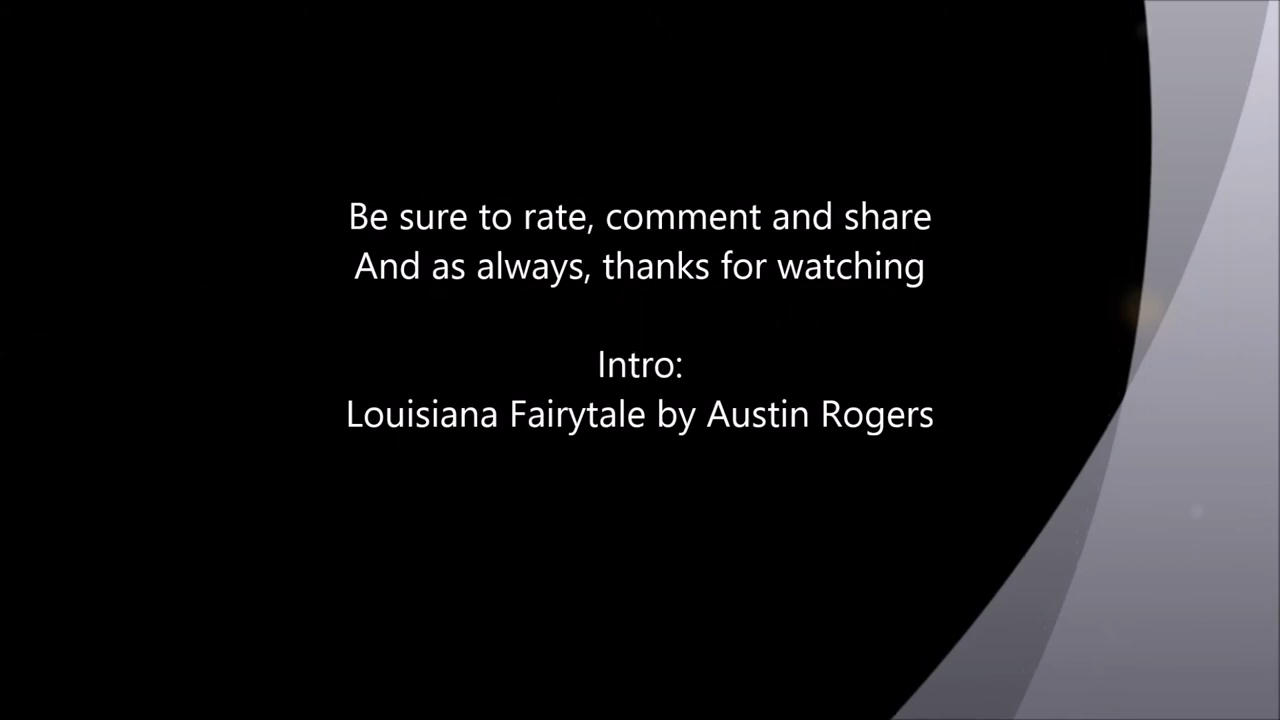 Be sure to rate, comment and share
And as always, thanks for watching
Intro:
Louisiana Fairytale by Austin Rogers